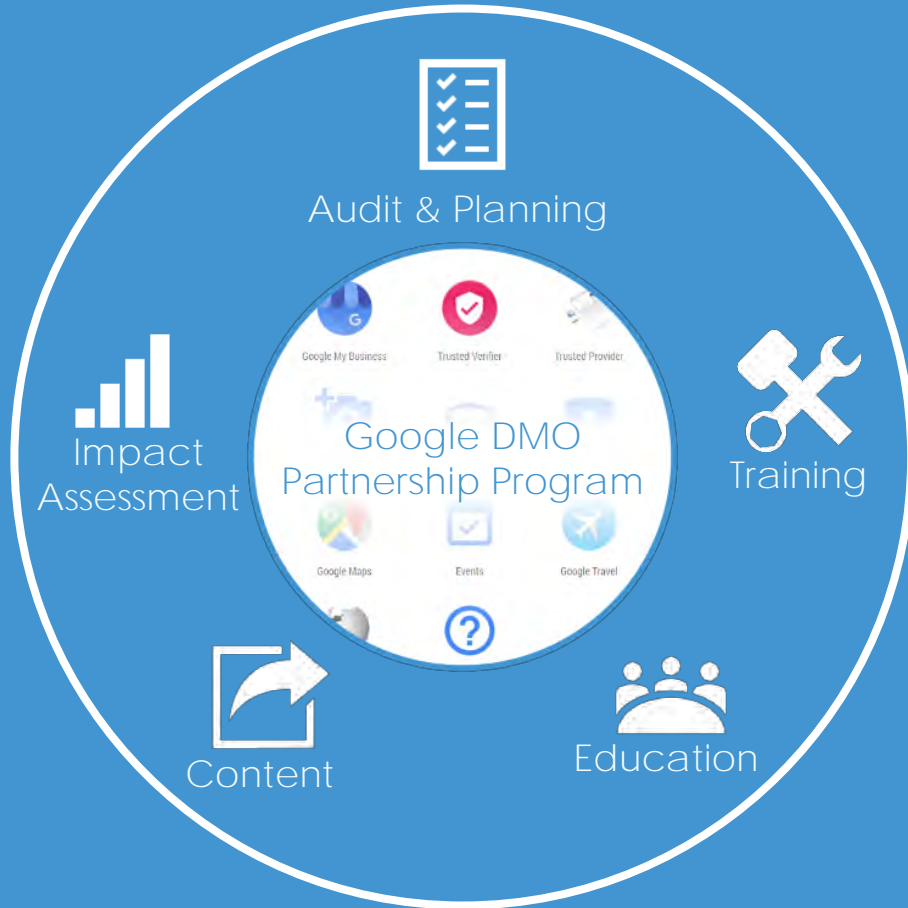 Audit & Planning
Google My Business
Trusted Verifier
Trusted Provider
Google DMO
Partnership Program
Impact
Assessment
Training
Google Maps
Events
Google Travel
Content
Education